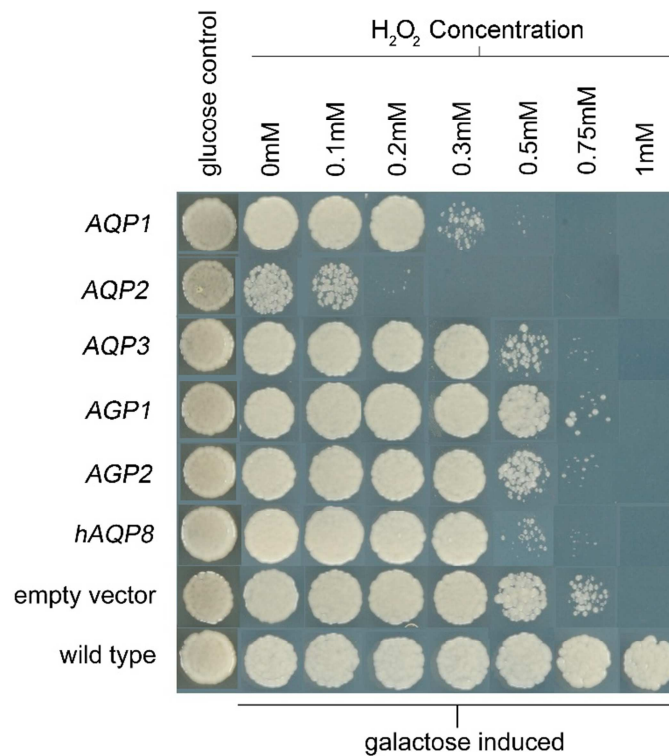 H₂O₂ Concentration
glucose control
0mM
0.1mM
0.2mM
0.3mM
0.5mM
0.75mM
1mM
AQP1
AQP2
AQP3
AGP1
AGP2
hAQP8
empty vector
wild type
galactose induced